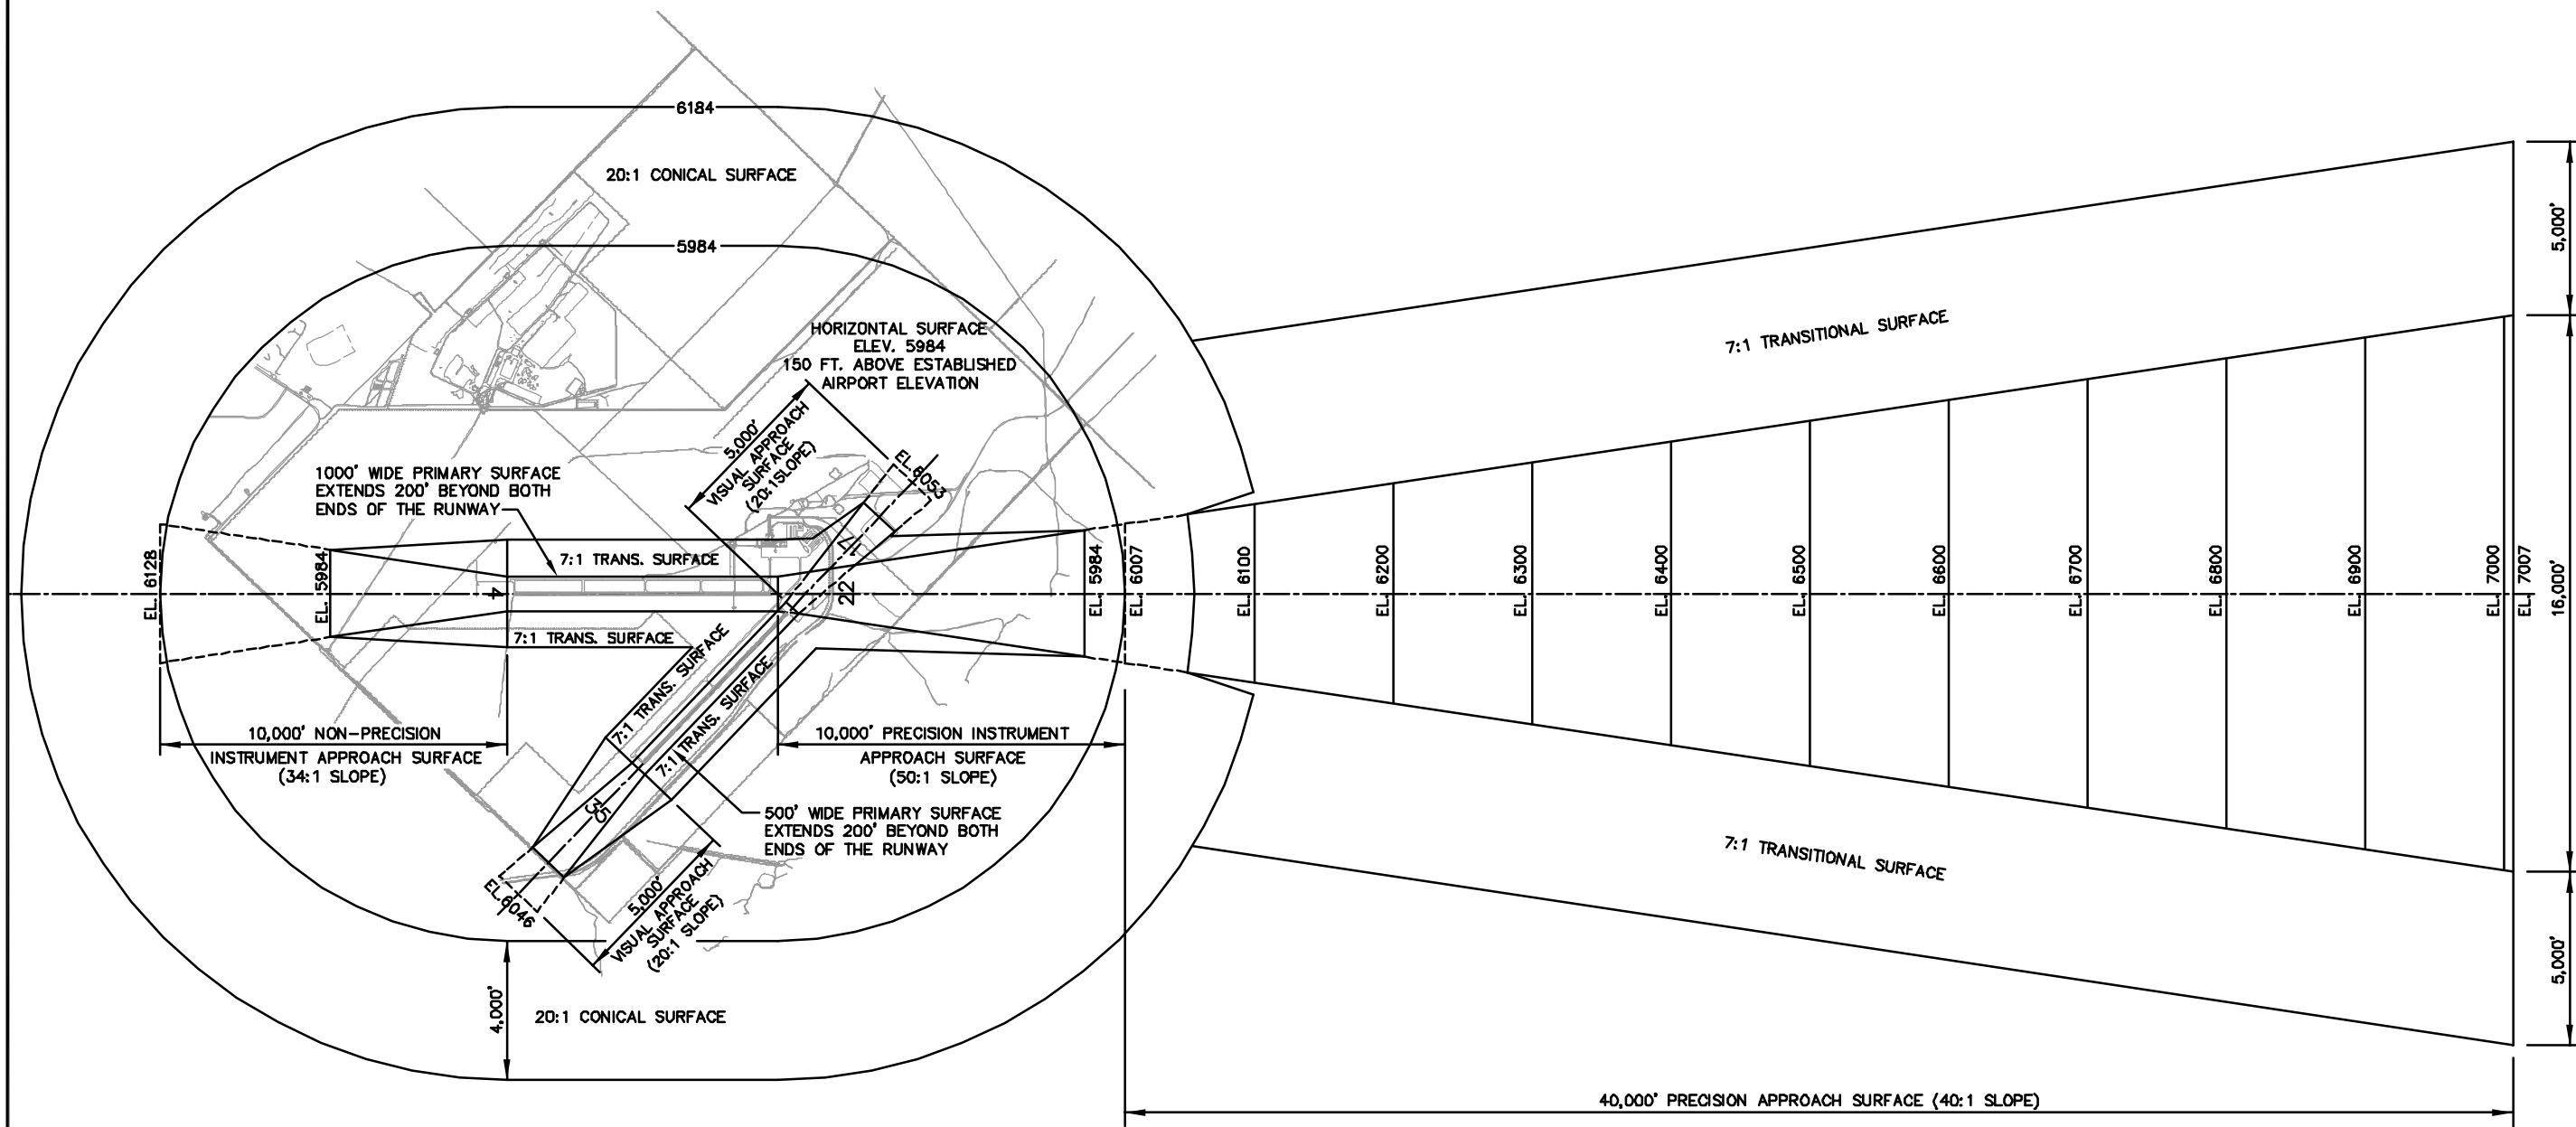 6184
20:1 CONICAL SURFACE
5984
HORIZONTAL SURFACE
ELEV. 5984
150 FT. ABOVE ESTABLISHED
AIRPORT ELEVATION
5,000'
VISUAL APPROACH
SURFACE
(20:1SLOPE)
EL.6053
1000' WIDE PRIMARY SURFACE
EXTENDS 200' BEYOND BOTH
ENDS OF THE RUNWAY
7:1 TRANS. SURFACE
7:1 TRANS. SURFACE
EL. 6128
EL. 5984
4
17
22
EL. 5984
EL. 6007
EL. 6100
EL. 6200
EL. 6300
EL. 6400
EL. 6500
EL. 6600
EL. 6700
EL. 6800
EL. 6900
EL. 7000
EL. 7007
7:1 TRANSITIONAL SURFACE
7:1 TRANSITIONAL SURFACE
5,000'
16,000'
5,000'
7:1 TRANS. SURFACE
7:1 TRANS. SURFACE
35
10,000' NON-PRECISION
INSTRUMENT APPROACH SURFACE
(34:1 SLOPE)
10,000' PRECISION INSTRUMENT
APPROACH SURFACE
(50:1 SLOPE)
500' WIDE PRIMARY SURFACE
EXTENDS 200' BEYOND BOTH
ENDS OF THE RUNWAY
EL.6046
5,000'
VISUAL APPROACH
SURFACE
(20:1 SLOPE)
4,000'
20:1 CONICAL SURFACE
40,000' PRECISION APPROACH SURFACE (40:1 SLOPE)